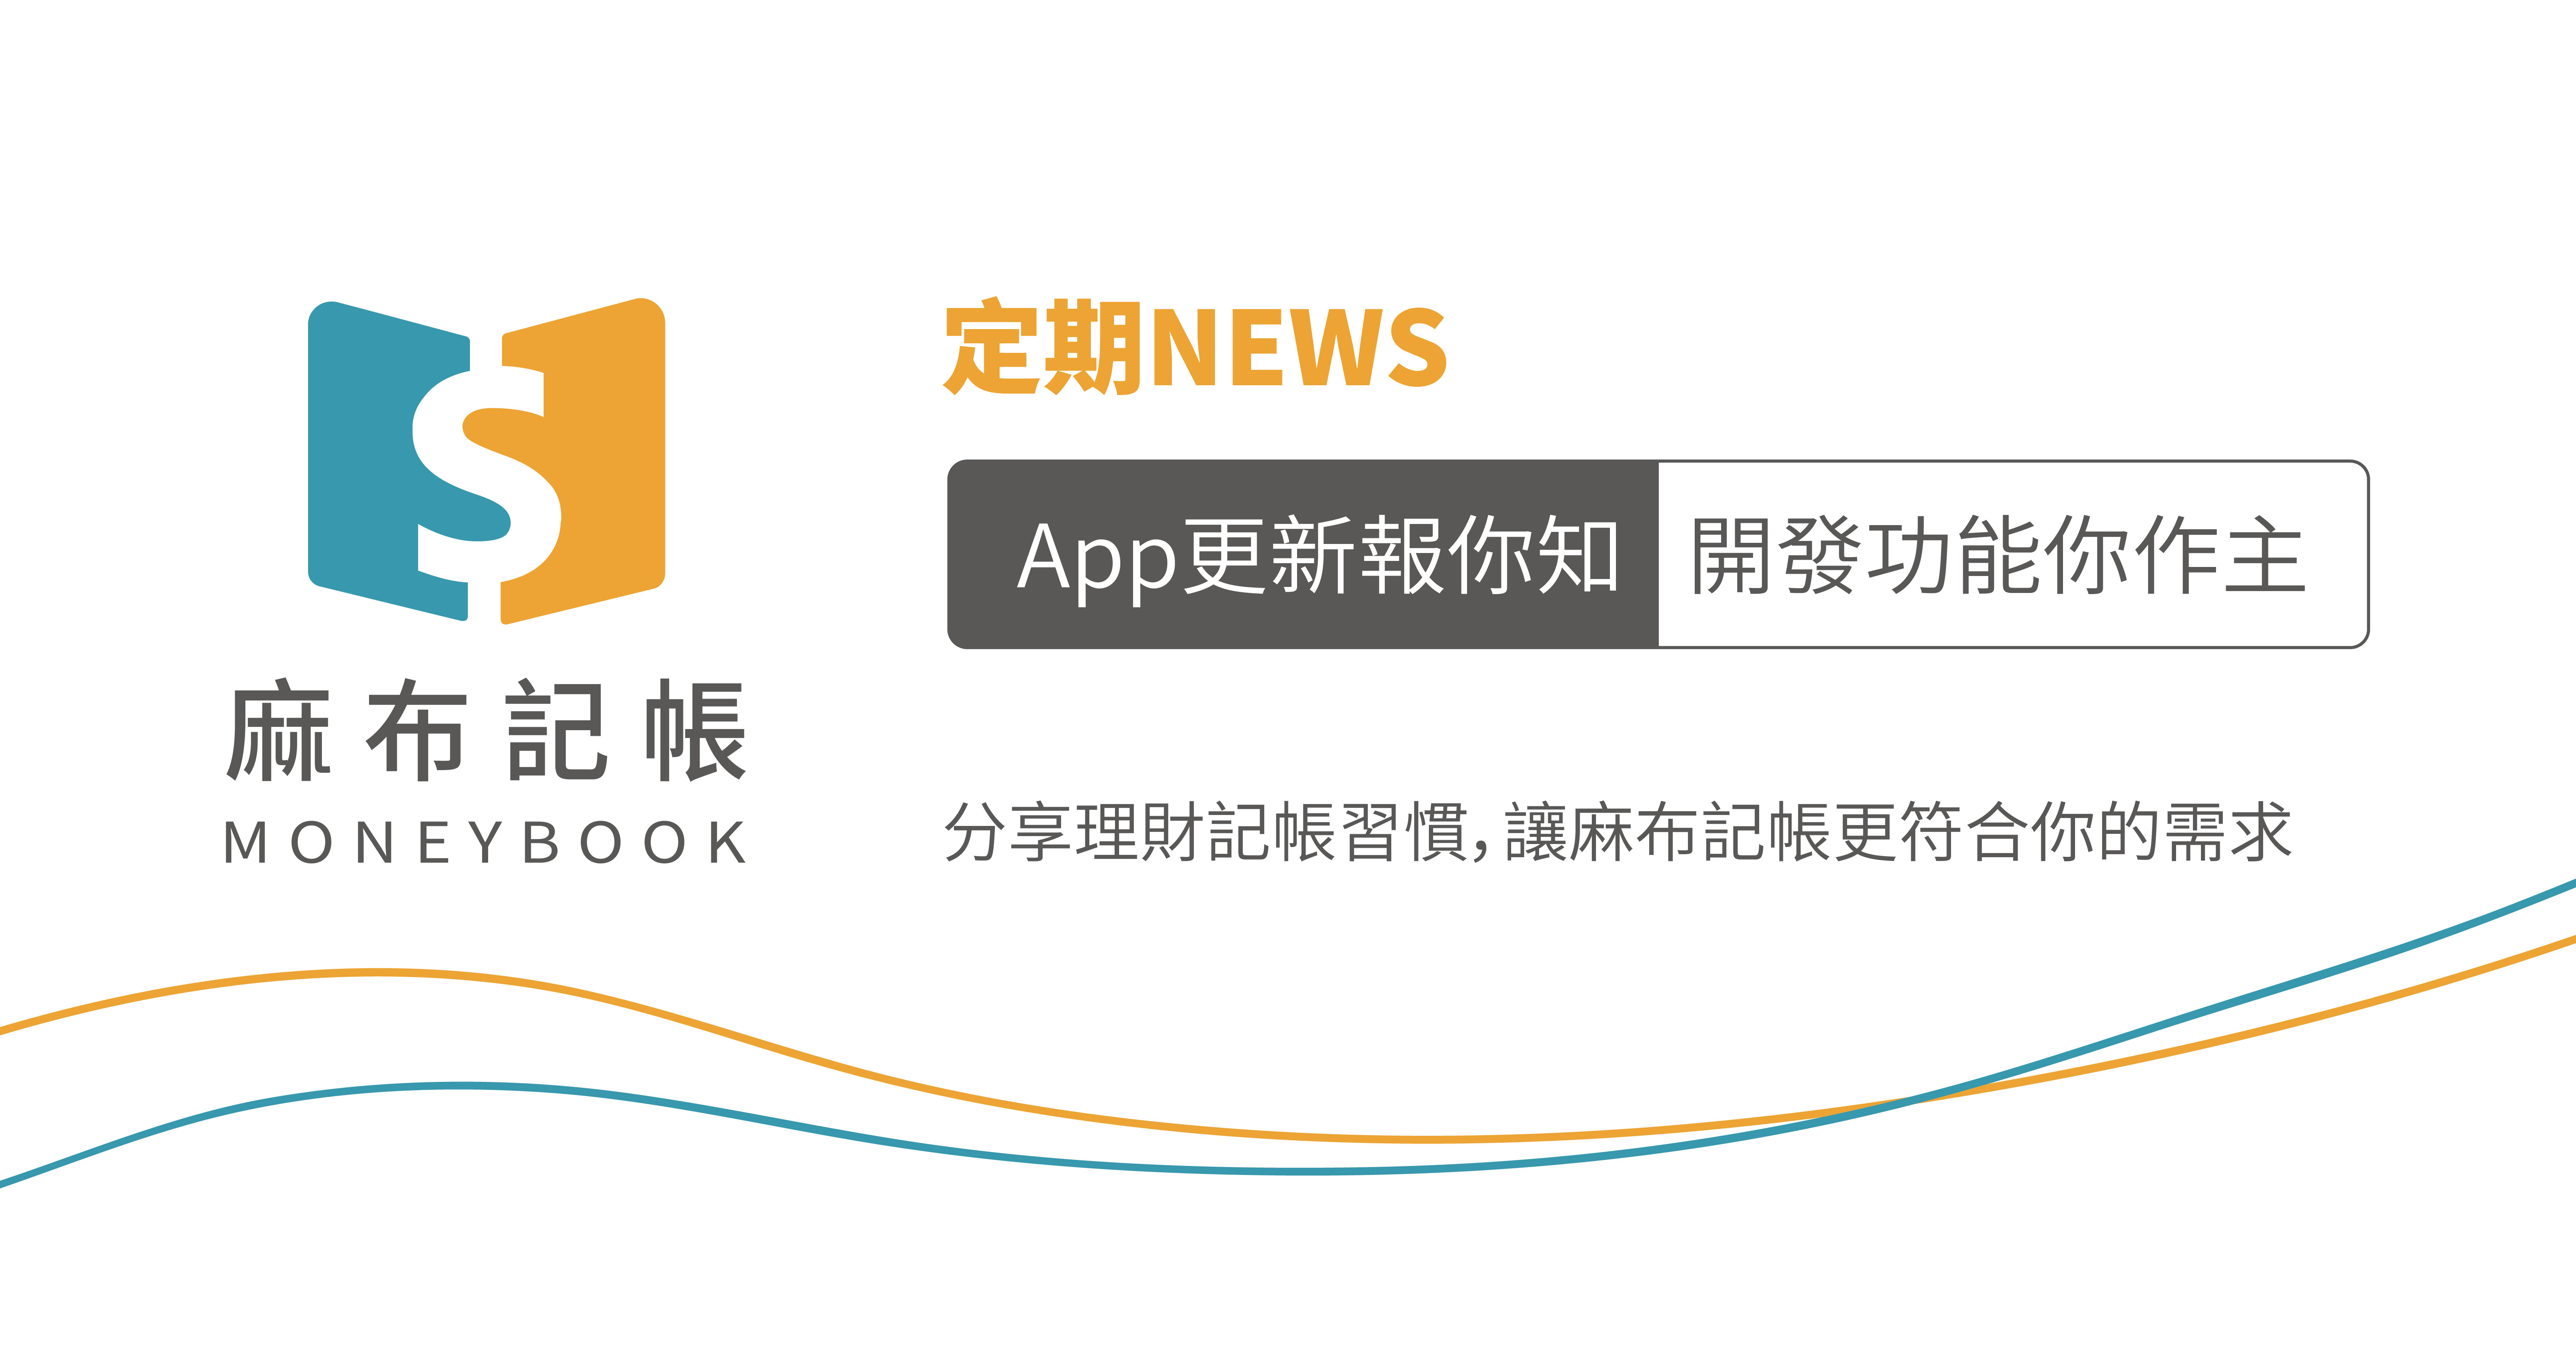 麻布記帳
MONEYBOOK
定期NEWS
App更新報你知 開發功能你作主
分享理財記帳習慣，讓麻布記帳更符合你的需求